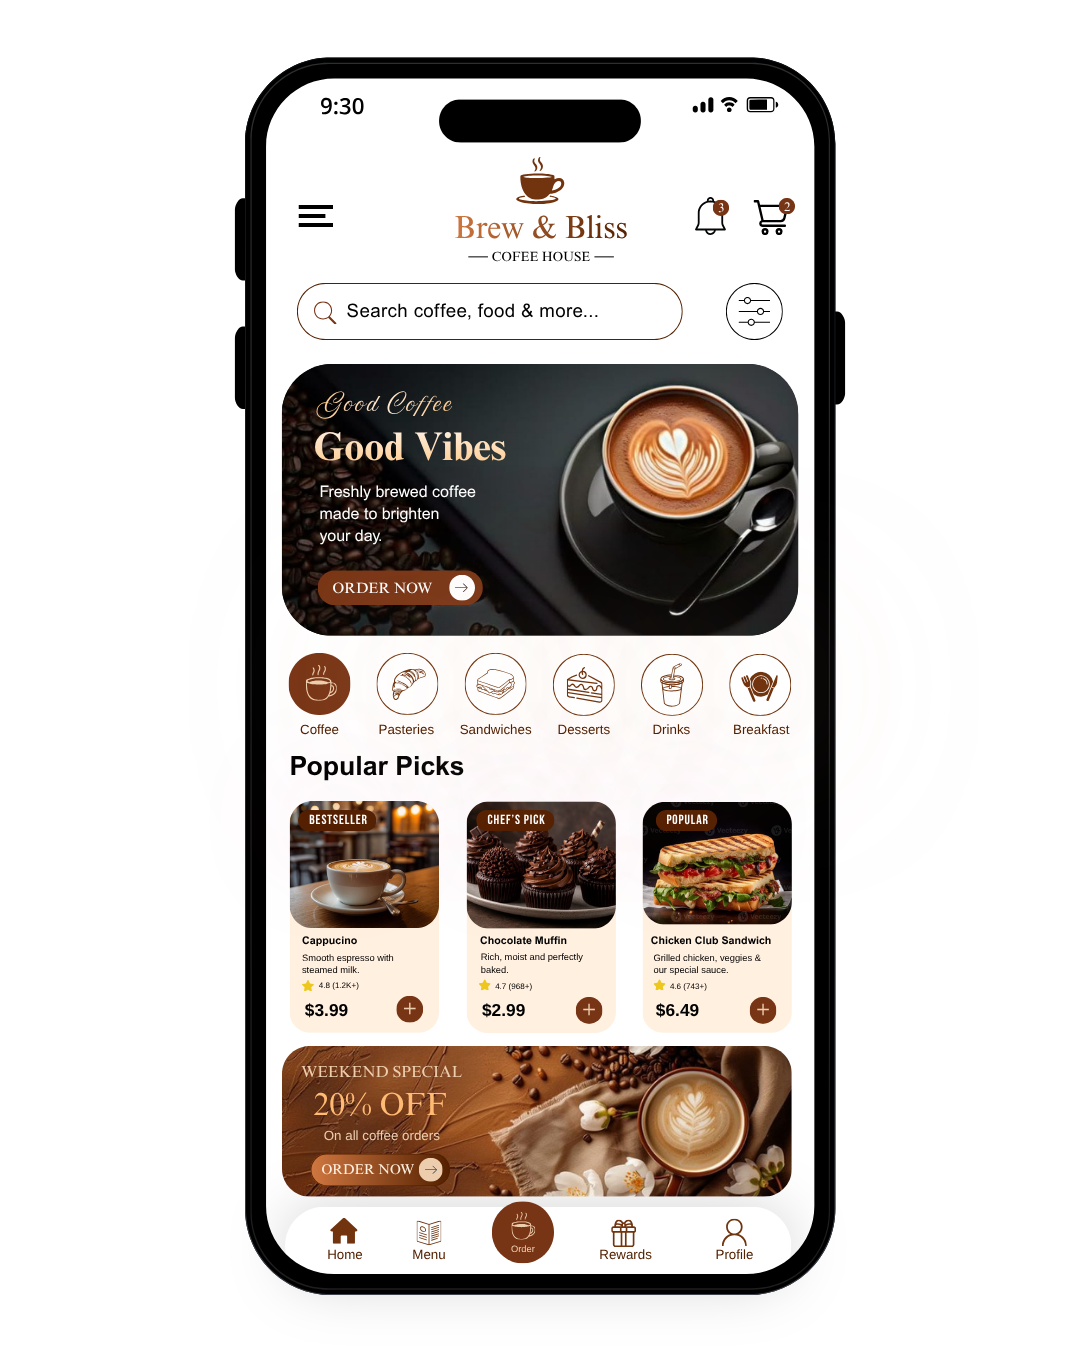 9:30
3
2
Brew & Bliss
COFEE HOUSE
Search coffee, food & more...
Good Coffee
Good Vibes
Freshly brewed coffee
made to brighten
your day.
ORDER NOW
Coffee
Pasteries
Sandwiches
Desserts
Drinks
Breakfast
Popular Picks
BESTSELLER
CHEF'S PICK
POPULAR
Vecteezy
Cappucino
Smooth espresso with
steamed milk.
4.8 (1.2K+)
$3.99
Chocolate Muffin
Rich, moist and perfectly
baked.
4.7 (968+)
$2.99
Chicken Club Sandwich
Grilled chicken, veggies &
our special sauce.
4.6 (743+)
$6.49
WEEKEND SPECIAL
20% OFF
On all coffee orders
ORDER NOW
Home
Menu
Order
Rewards
Profile